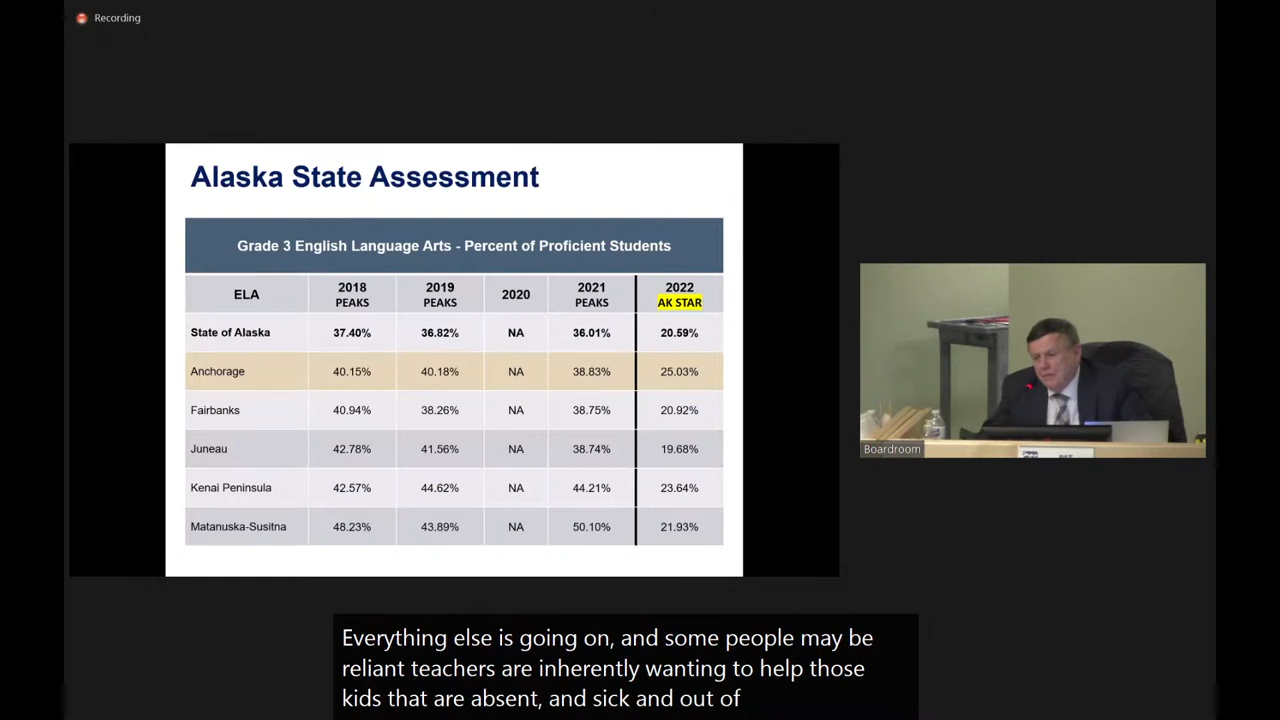 Recording
Alaska State Assessment
Grade 3 English Language Arts - Percent of Proficient Students
ELA 2018 PEAKS 2019 PEAKS 2020 2021 PEAKS 2022 AK STAR
State of Alaska 37.40% 36.82% NA 36.01% 20.59%
Anchorage 40.15% 40.18% NA 38.83% 25.03%
Fairbanks 40.94% 38.26% NA 38.75% 20.92%
Juneau 42.78% 41.56% NA 38.74% 19.68%
Kenai Peninsula 42.57% 44.62% NA 44.21% 23.64%
Matanuska-Susitna 48.23% 43.89% NA 50.10% 21.93%
Boardroom
Everything else is going on, and some people may be
reliant teachers are inherently wanting to help those
kids that are absent, and sick and out of